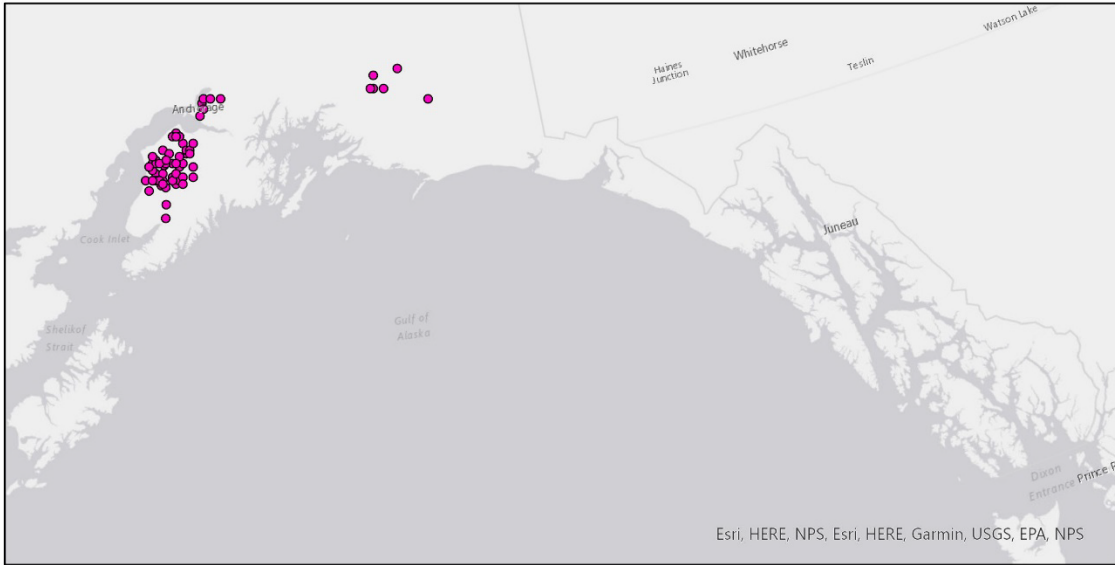 Watson Lake
Whitehorse
Haines
Junction
Teslin
Anchorage
Juneau
Cook Inlet
Gulf of
Alaska
Shelikof
Strait
Dixon
Entrance
Prince R
Esri, HERE, NPS, Esri, HERE, Garmin, USGS, EPA, NPS